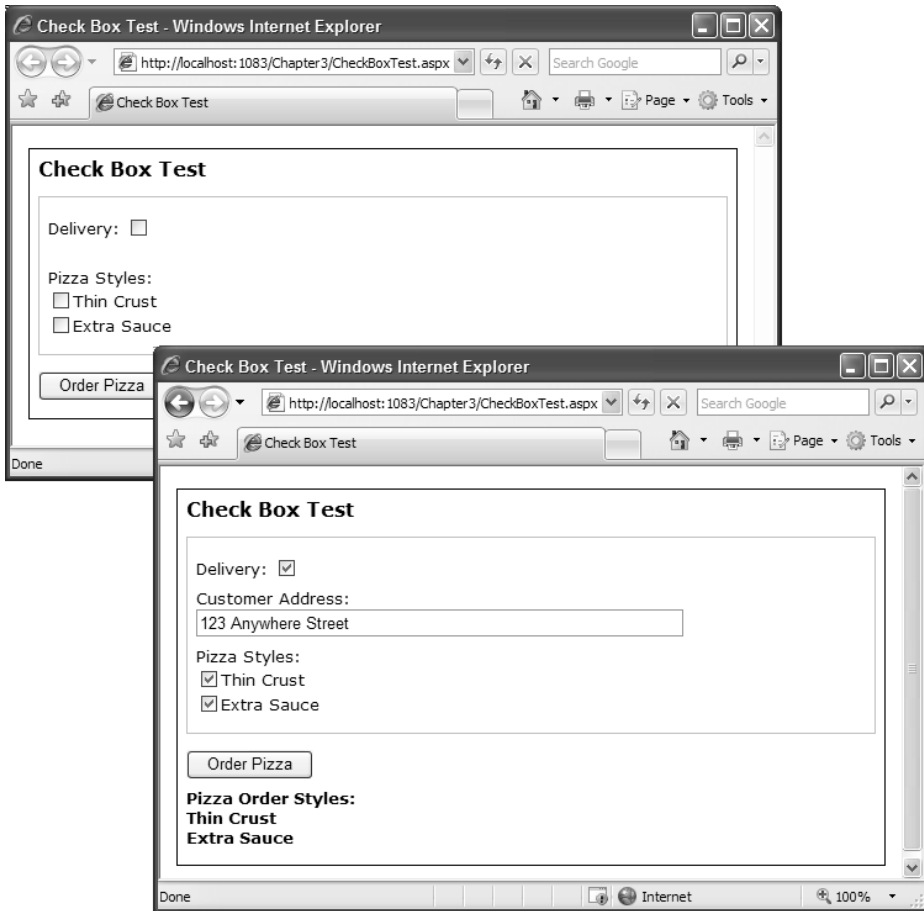 Check Box Test - Windows Internet Explorer
http://localhost:1083/Chapter3/CheckBoxTest.aspx
Search Google
Check Box Test
Page
Tools
Check Box Test
Delivery:
Pizza Styles:
Thin Crust
Extra Sauce
Order Pizza
Done
Check Box Test - Windows Internet Explorer
http://localhost:1083/Chapter3/CheckBoxTest.aspx
Search Google
Check Box Test
Page
Tools
Check Box Test
Delivery:
Customer Address:
123 Anywhere Street
Pizza Styles:
Thin Crust
Extra Sauce
Order Pizza
Pizza Order Styles:
Thin Crust
Extra Sauce
Done
Internet
100%